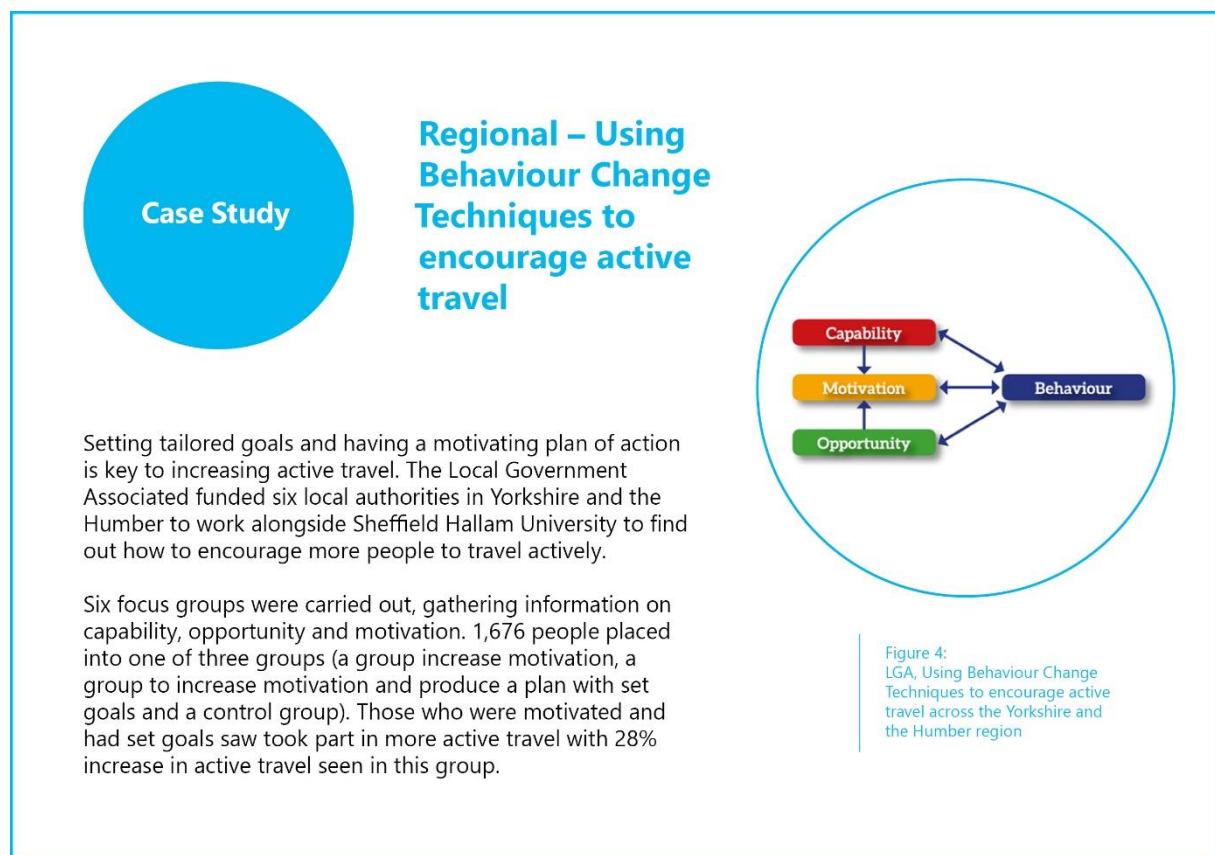 Case Study
Regional – Using
Behaviour Change
Techniques to
encourage active
travel
Setting tailored goals and having a motivating plan of action
is key to increasing active travel. The Local Government
Associated funded six local authorities in Yorkshire and the
Humber to work alongside Sheffield Hallam University to find
out how to encourage more people to travel actively.
Six focus groups were carried out, gathering information on
capability, opportunity and motivation. 1,676 people placed
into one of three groups (a group increase motivation, a
group to increase motivation and produce a plan with set
goals and a control group). Those who were motivated and
had set goals saw took part in more active travel with 28%
increase in active travel seen in this group.
Capability
Motivation
Behaviour
Opportunity
Figure 4:
LGA, Using Behaviour Change
Techniques to encourage active
travel across the Yorkshire and
the Humber region